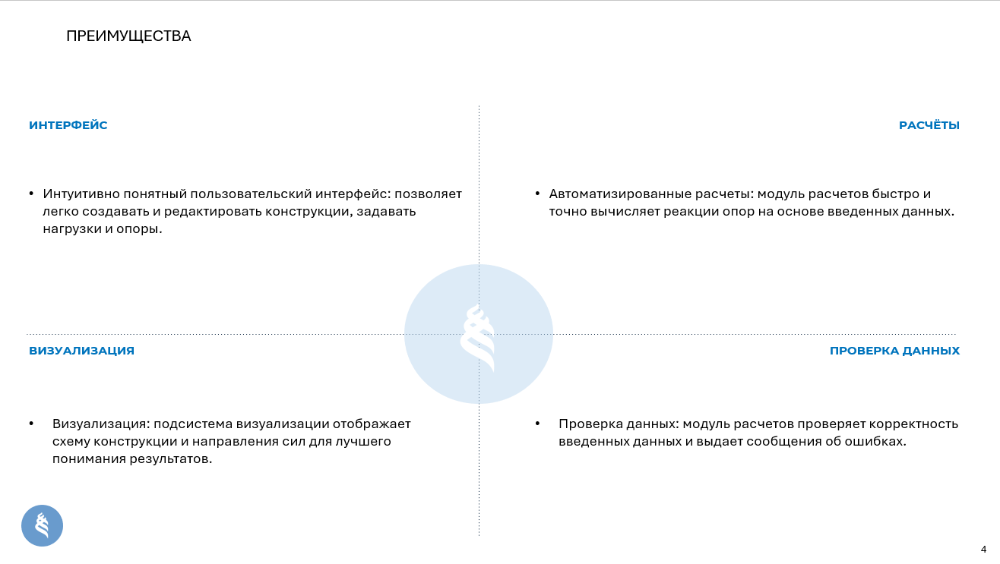 ПРЕИМУЩЕСТВА
ИНТЕРФЕЙС
• Интуитивно понятный пользовательский интерфейс: позволяет
легко создавать и редактировать конструкции, задавать
нагрузки и опоры.
РАСЧЁТЫ
• Автоматизированные расчеты: модуль расчетов быстро и
точно вычисляет реакции опор на основе введенных данных.
ВИЗУАЛИЗАЦИЯ
• Визуализация: подсистема визуализации отображает
схему конструкции и направления сил для лучшего
понимания результатов.
ПРОВЕРКА ДАННЫХ
• Проверка данных: модуль расчетов проверяет корректность
введенных данных и выдает сообщения об ошибках.
4